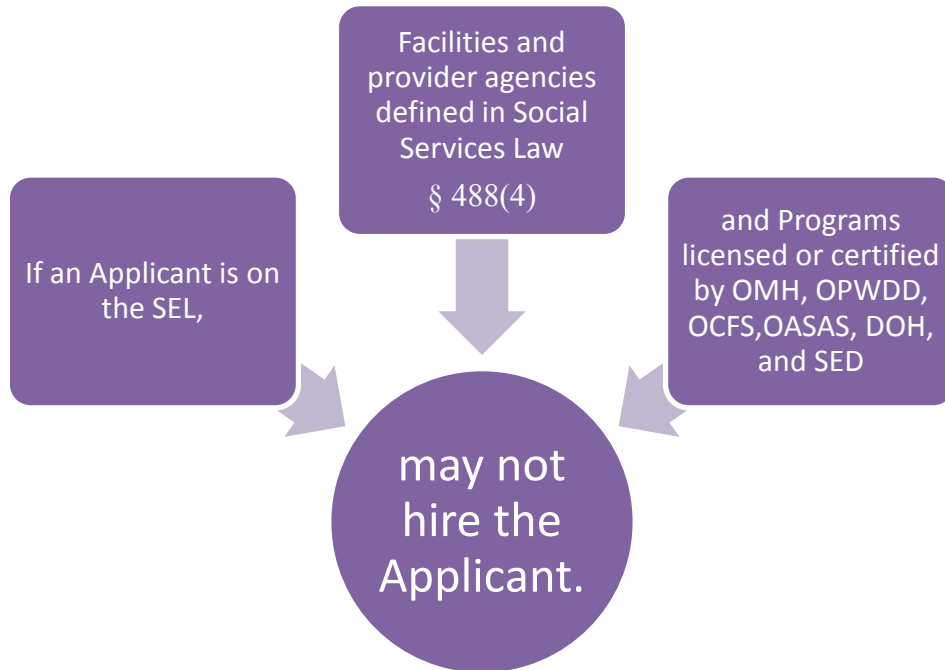 If an Applicant is on
the SEL,
Facilities and
provider agencies
defined in Social
Services Law
§ 488(4)
and Programs
licensed or certified
by OMH, OPWDD,
OCFS,OASAS, DOH,
and SED
may not
hire the
Applicant.